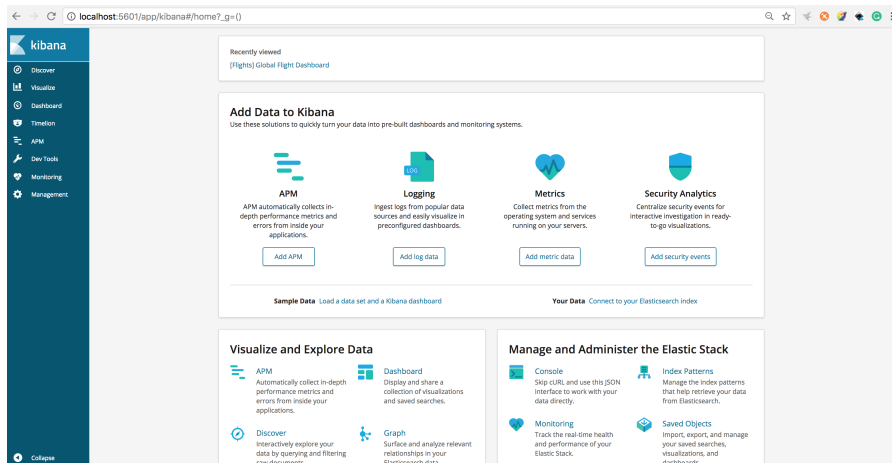 localhost:5601/app/kibana#/home?_g=()
kibana
Discover
Visualize
Dashboard
Timelion
APM
Dev Tools
Monitoring
Management
Collapse
Recently viewed
[Flights] Global Flight Dashboard
Add Data to Kibana
Use these solutions to quickly turn your data into pre-built dashboards and monitoring systems.
APM
APM automatically collects in-
depth performance metrics and
errors from inside your
applications.
Add APM
LOG
Logging
Ingest logs from popular data
sources and easily visualize in
preconfigured dashboards.
Add log data
Metrics
Collect metrics from the
operating system and services
running on your servers.
Add metric data
Security Analytics
Centralize security events for
interactive investigation in ready-
to-go visualizations.
Add security events
Sample Data Load a data set and a Kibana dashboard
Your Data Connect to your Elasticsearch index
Visualize and Explore Data
APM
Automatically collect in-depth
performance metrics and
errors from inside your
applications.
Dashboard
Display and share a
collection of visualizations
and saved searches.
Discover
Interactively explore your
data by querying and filtering
raw documents.
Graph
Surface and analyze relevant
relationships in your
Elasticsearch data.
Manage and Administer the Elastic Stack
Console
Skip cURL and use this JSON
interface to work with your
data directly.
Index Patterns
Manage the index patterns
that help retrieve your data
from Elasticsearch.
Monitoring
Track the real-time health
and performance of your
Elastic Stack.
Saved Objects
Import, export, and manage
your saved searches,
visualizations, and
dashboards.